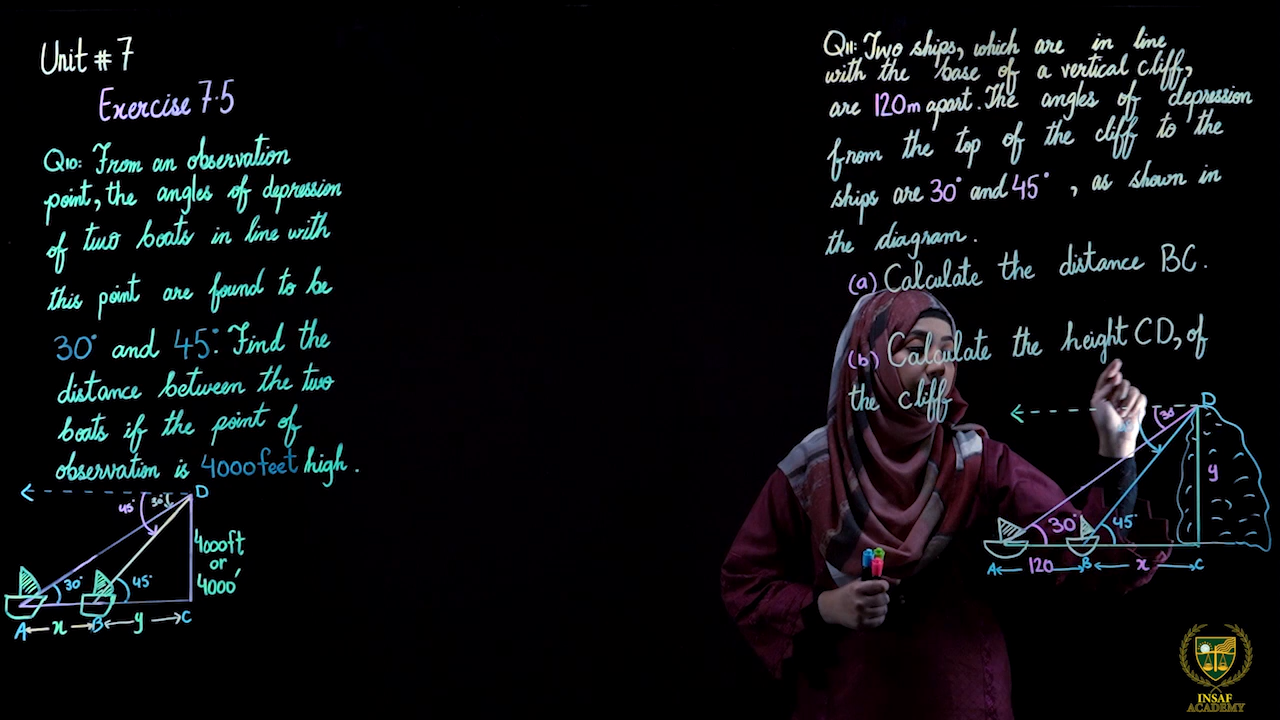 Unit # 7
Exercise 7.5
Q10: From an observation
point, the angles of depression
of two boats in line with
this point are found to be
30° and 45°. Find the
distance between the two
boats if the point of
observation is 4000 feet high.
D
45° 30°
4000ft
or
4000'
30° 45°
A x B y C
Q11: Two ships, which are in line
with the base of a vertical cliff,
are 120m apart. The angles of depression
from the top of the cliff to the
ships are 30° and 45°, as shown in
the diagram.
(a) Calculate the distance BC.
(b) Calculate the height CD, of
the cliff
D
30°
y
30° 45°
A 120 B x C
INSAF
ACADEMY